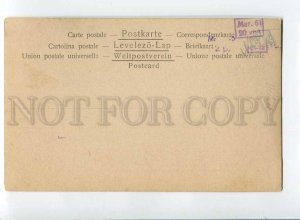 Carte postale — Postkarte — Correspondenzkarte
Cartolina postale — Levelező-Lap — Briefkaart
Union postale universelle — Weltpostverein — Unione postale universale
Postcard
NOT FOR COPY